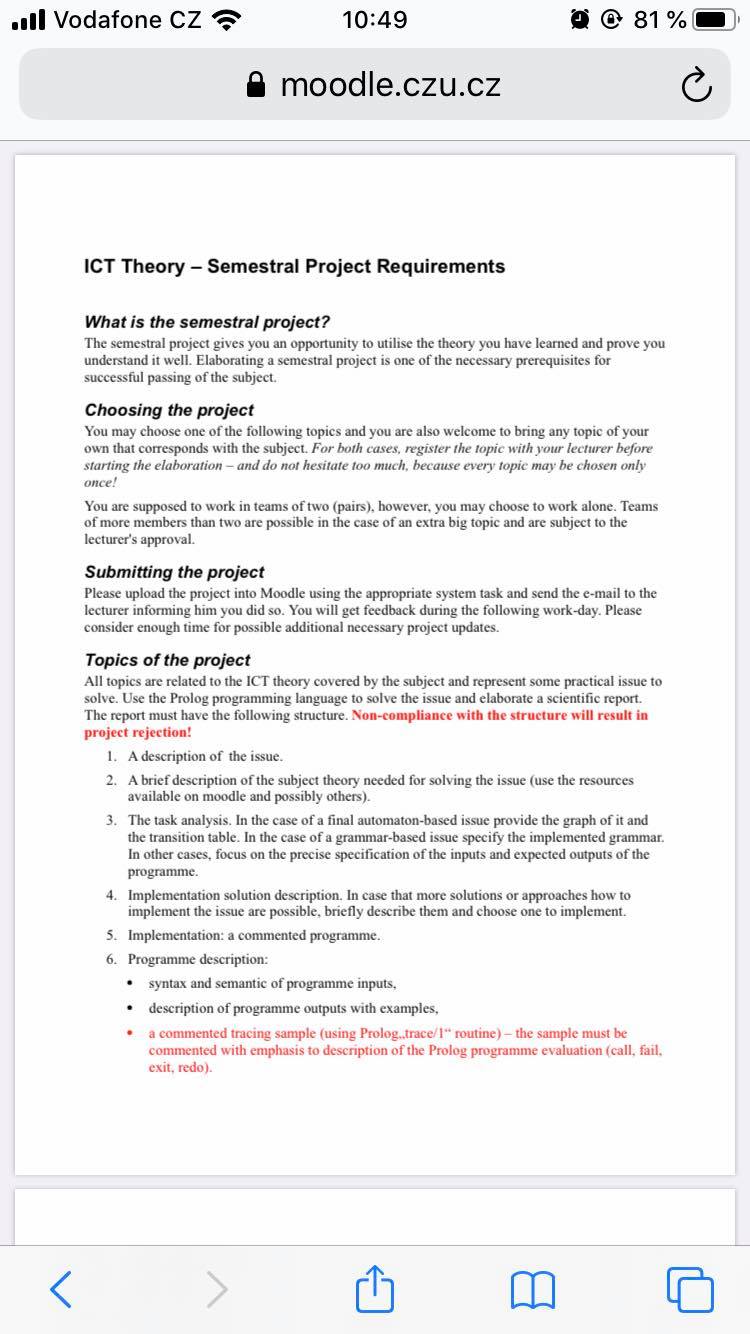 Vodafone CZ 10:49 81 %
moodle.czu.cz
ICT Theory – Semestral Project Requirements
What is the semestral project?
The semestral project gives you an opportunity to utilise the theory you have learned and prove you
understand it well. Elaborating a semestral project is one of the necessary prerequisites for
successful passing of the subject.
Choosing the project
You may choose one of the following topics and you are also welcome to bring any topic of your
own that corresponds with the subject. For both cases, register the topic with your lecturer before
starting the elaboration – and do not hesitate too much, because every topic may be chosen only
once!
You are supposed to work in teams of two (pairs), however, you may choose to work alone. Teams
of more members than two are possible in the case of an extra big topic and are subject to the
lecturer's approval.
Submitting the project
Please upload the project into Moodle using the appropriate system task and send the e-mail to the
lecturer informing him you did so. You will get feedback during the following work-day. Please
consider enough time for possible additional necessary project updates.
Topics of the project
All topics are related to the ICT theory covered by the subject and represent some practical issue to
solve. Use the Prolog programming language to solve the issue and elaborate a scientific report.
The report must have the following structure. Non-compliance with the structure will result in
project rejection!
1. A description of the issue.
2. A brief description of the subject theory needed for solving the issue (use the resources
available on moodle and possibly others).
3. The task analysis. In the case of a final automaton-based issue provide the graph of it and
the transition table. In the case of a grammar-based issue specify the implemented grammar.
In other cases, focus on the precise specification of the inputs and expected outputs of the
programme.
4. Implementation solution description. In case that more solutions or approaches how to
implement the issue are possible, briefly describe them and choose one to implement.
5. Implementation: a commented programme.
6. Programme description:
• syntax and semantic of programme inputs,
• description of programme outputs with examples,
• a commented tracing sample (using Prolog„trace/1“ routine) – the sample must be
commented with emphasis to description of the Prolog programme evaluation (call, fail,
exit, redo).